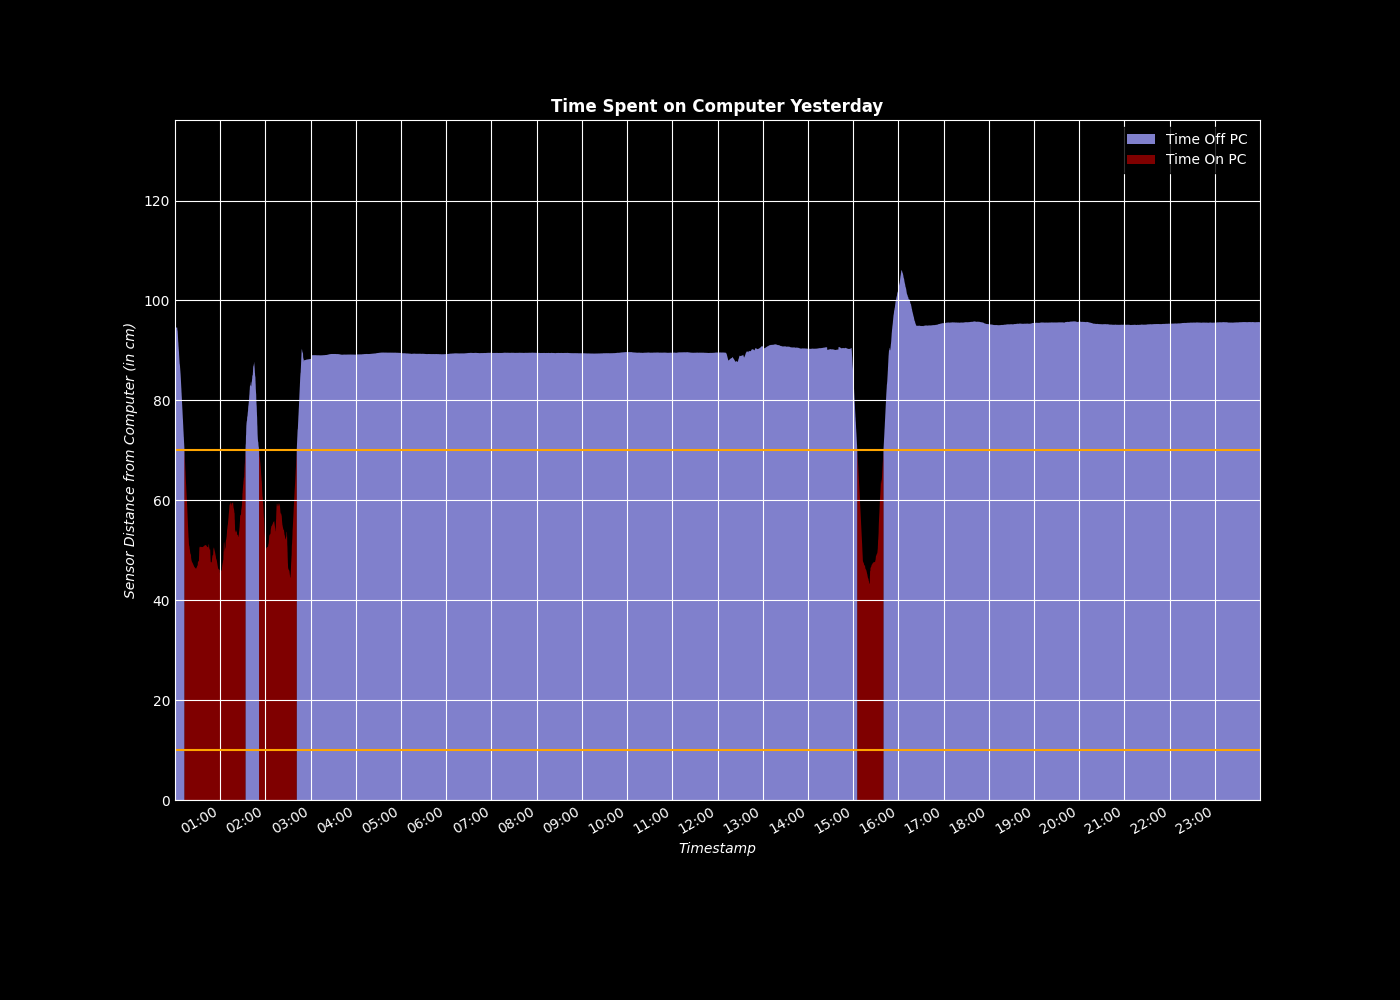 Time Spent on Computer Yesterday
Time Off PC
Time On PC
120
100
80
60
40
20
0
Sensor Distance from Computer (in cm)
01:00 02:00 03:00 04:00 05:00 06:00 07:00 08:00 09:00 10:00 11:00 12:00 13:00 14:00 15:00 16:00 17:00 18:00 19:00 20:00 21:00 22:00 23:00
Timestamp